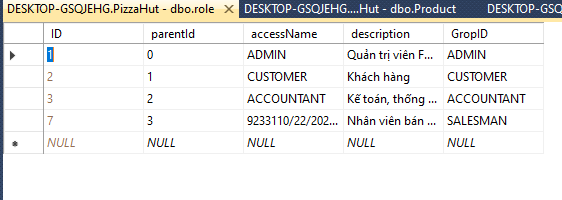 DESKTOP-GSQJEHG.PizzaHut - dbo.role DESKTOP-GSQJEHG....Hut - dbo.Product DESKTOP-GSQ
ID parentId accessName description GropID
1 0 ADMIN Quản trị viên F... ADMIN
2 1 CUSTOMER Khách hàng CUSTOMER
3 2 ACCOUNTANT Kế toán, thống ... ACCOUNTANT
7 3 9233110/22/202... Nhân viên bán ... SALESMAN
NULL NULL NULL NULL NULL